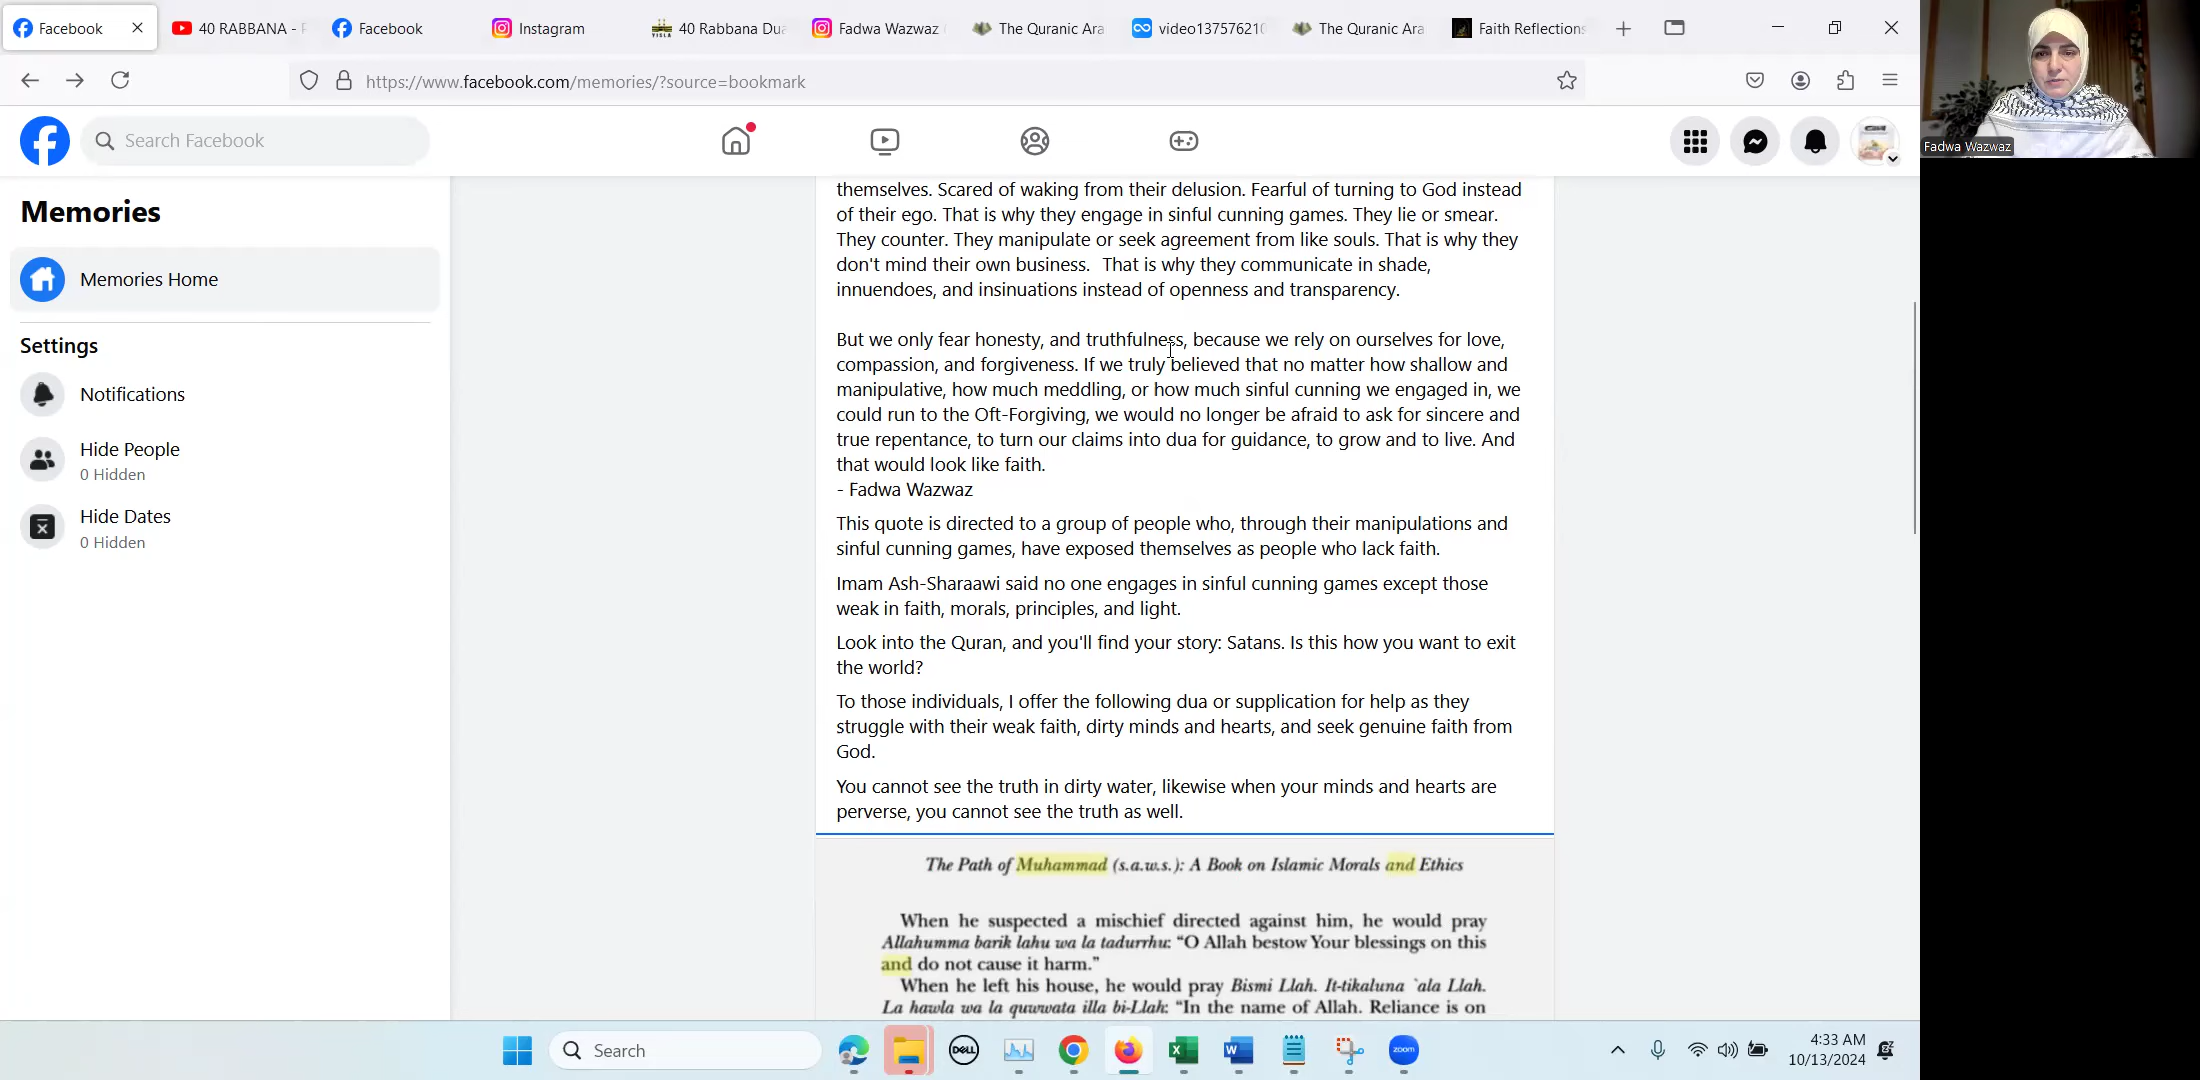 Facebook
40 RABBANA -
Facebook
Instagram
40 Rabbana Du
Fadwa Wazwaz
The Quranic Ara
video137576210
The Quranic Ara
Faith Reflections
https://www.facebook.com/memories/?source=bookmark
Fadwa Wazwaz
Search Facebook
Memories
Memories Home
Settings
Notifications
Hide People
0 Hidden
Hide Dates
0 Hidden
themselves. Scared of waking from their delusion. Fearful of turning to God instead
of their ego. That is why they engage in sinful cunning games. They lie or smear.
They counter. They manipulate or seek agreement from like souls. That is why they
don't mind their own business.  That is why they communicate in shade,
innuendoes, and insinuations instead of openness and transparency.
But we only fear honesty, and truthfulness, because we rely on ourselves for love,
compassion, and forgiveness. If we truly believed that no matter how shallow and
manipulative, how much meddling, or how much sinful cunning we engaged in, we
could run to the Oft-Forgiving, we would no longer be afraid to ask for sincere and
true repentance, to turn our claims into dua for guidance, to grow and to live. And
that would look like faith.
- Fadwa Wazwaz
This quote is directed to a group of people who, through their manipulations and
sinful cunning games, have exposed themselves as people who lack faith.
Imam Ash-Sharaawi said no one engages in sinful cunning games except those
weak in faith, morals, principles, and light.
Look into the Quran, and you'll find your story: Satans. Is this how you want to exit
the world?
To those individuals, I offer the following dua or supplication for help as they
struggle with their weak faith, dirty minds and hearts, and seek genuine faith from
God.
You cannot see the truth in dirty water, likewise when your minds and hearts are
perverse, you cannot see the truth as well.
The Path of Muhammad (s.a.w.s.): A Book on Islamic Morals and Ethics
When he suspected a mischief directed against him, he would pray
Allahumma barik lahu wa la tadurrhu: “O Allah bestow Your blessings on this
and do not cause it harm.”
When he left his house, he would pray Bismi Llah. It-tikaluna `ala Llah.
La hawla wa la quwwata illa bi-Llah: “In the name of Allah. Reliance is on
Search
DELL
zoom
4:33 AM
10/13/2024